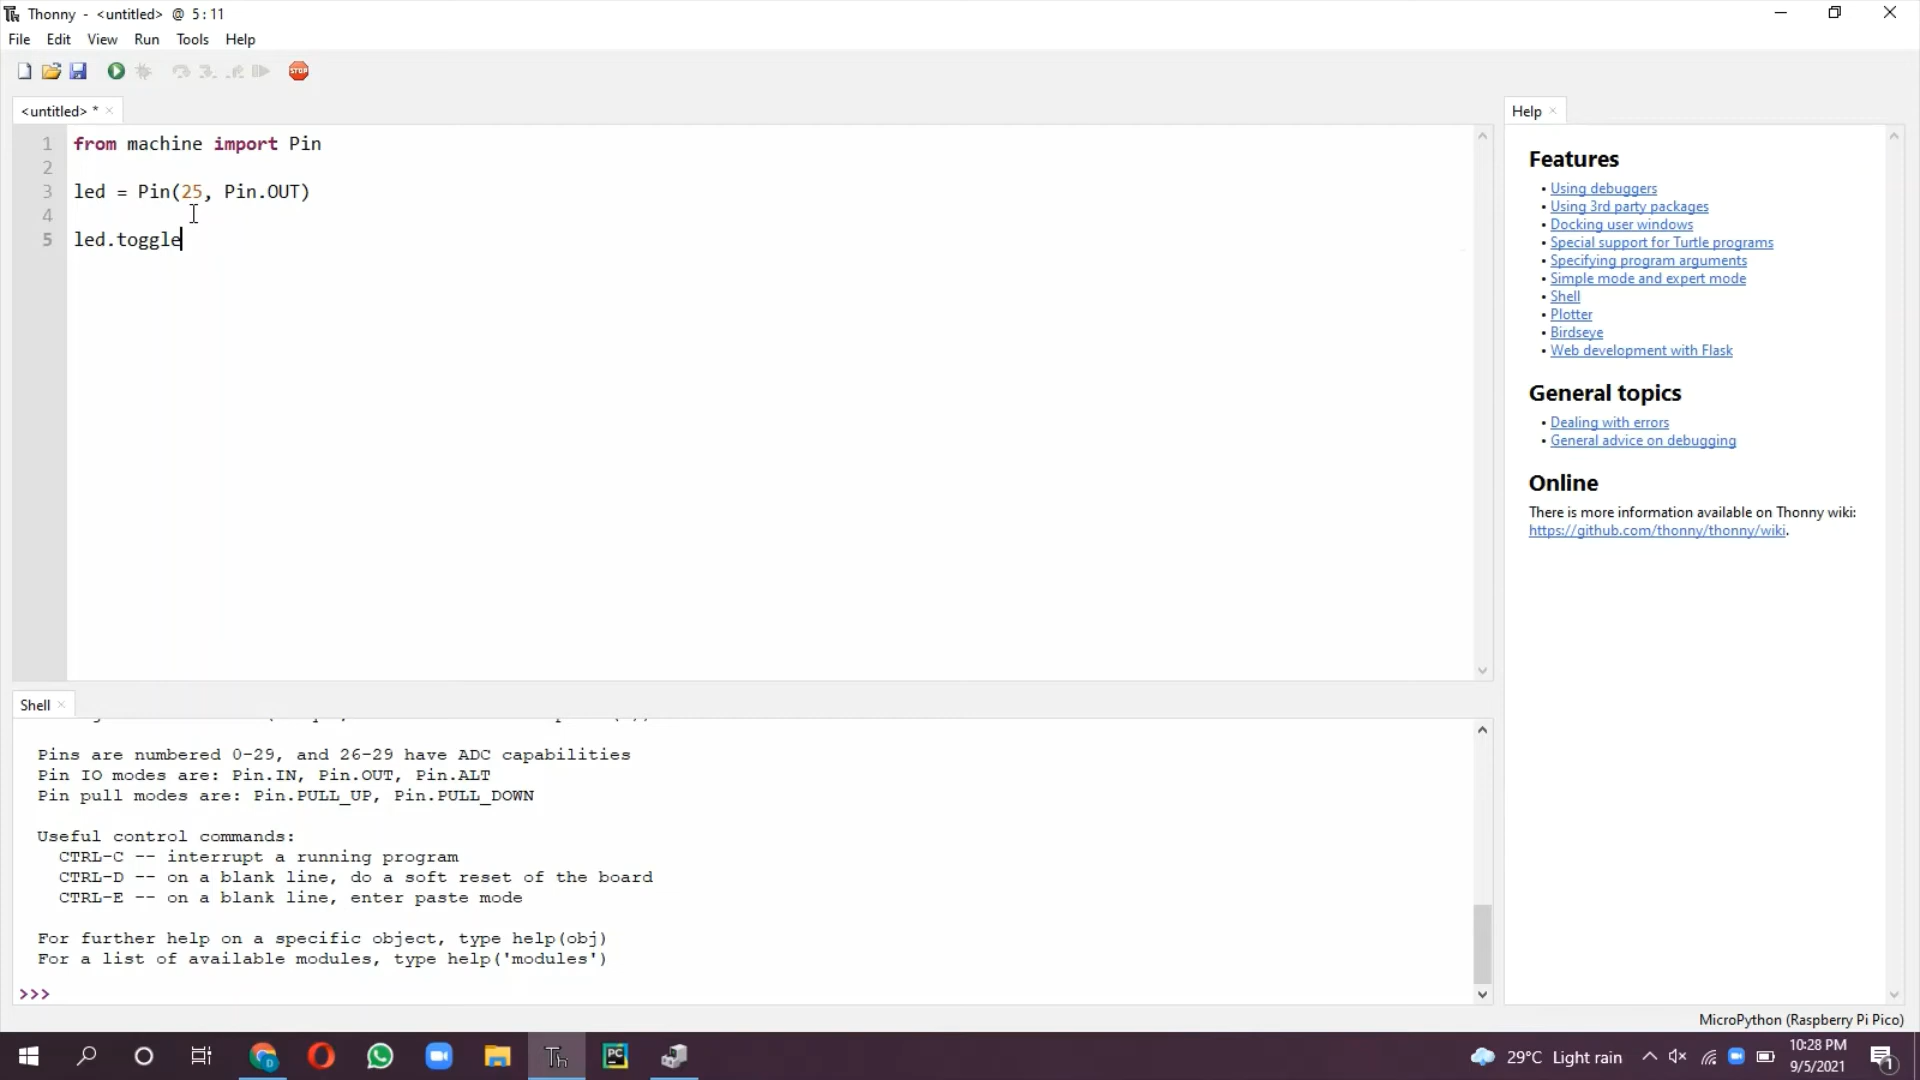 Thonny - <untitled> @ 5:11
File Edit View Run Tools Help
STOP
<untitled> *
1 from machine import Pin
2
3 led = Pin(25, Pin.OUT)
4
5 led.toggle
Help
Features
• Using debuggers
• Using 3rd party packages
• Docking user windows
• Special support for Turtle programs
• Specifying program arguments
• Simple mode and expert mode
• Shell
• Plotter
• Birdseye
• Web development with Flask
General topics
• Dealing with errors
• General advice on debugging
Online
There is more information available on Thonny wiki:
https://github.com/thonny/thonny/wiki.
Shell
Pins are numbered 0-29, and 26-29 have ADC capabilities
Pin IO modes are: Pin.IN, Pin.OUT, Pin.ALT
Pin pull modes are: Pin.PULL_UP, Pin.PULL_DOWN
Useful control commands:
CTRL-C -- interrupt a running program
CTRL-D -- on a blank line, do a soft reset of the board
CTRL-E -- on a blank line, enter paste mode
For further help on a specific object, type help(obj)
For a list of available modules, type help('modules')
>>>
MicroPython (Raspberry Pi Pico)
D
Th
PC
29°C Light rain
10:28 PM
9/5/2021
1